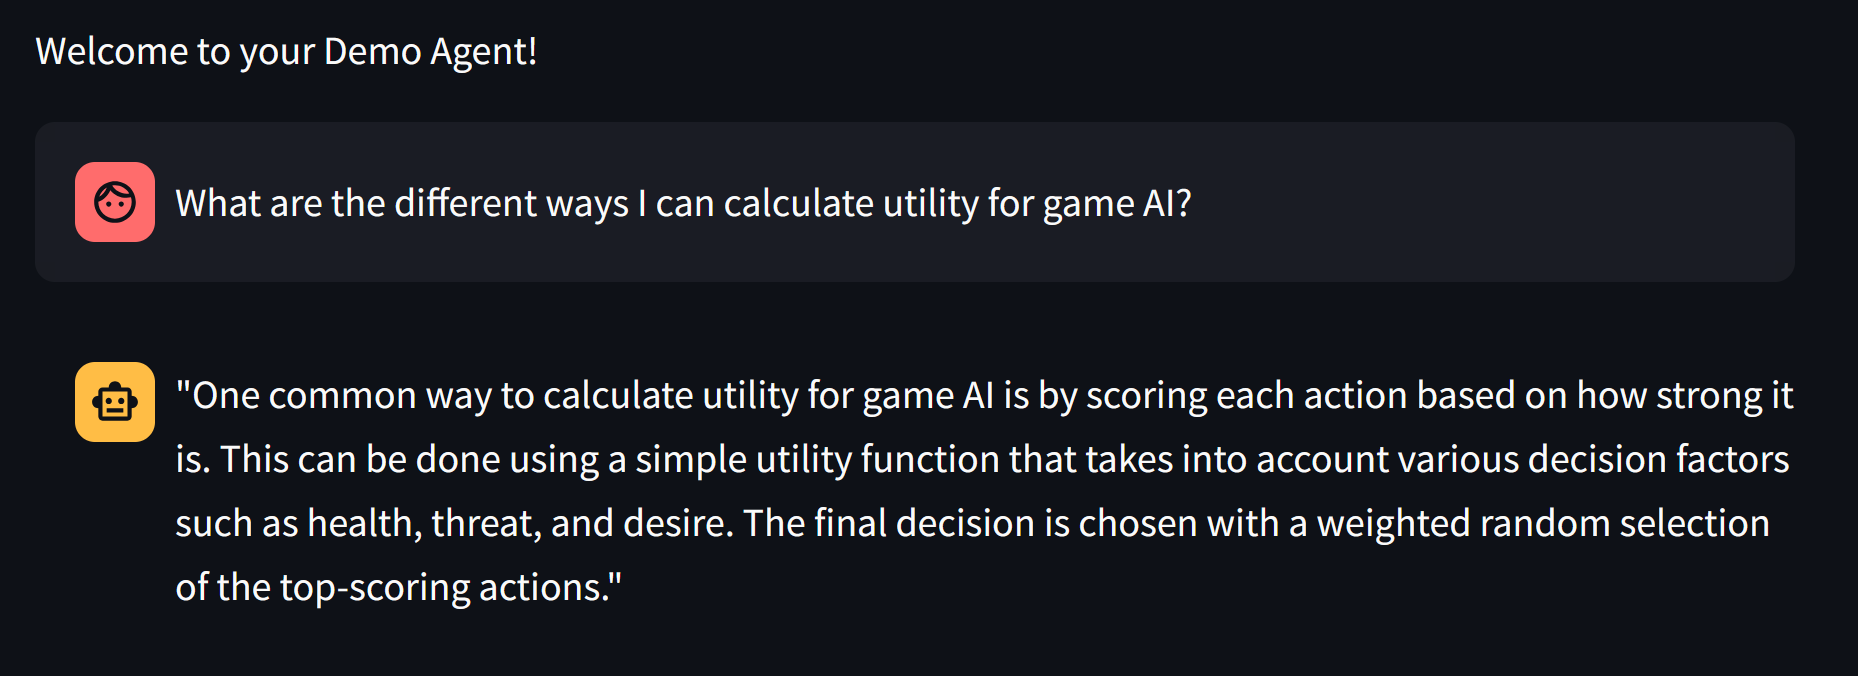 Welcome to your Demo Agent!
What are the different ways I can calculate utility for game AI?
"One common way to calculate utility for game AI is by scoring each action based on how strong it
is. This can be done using a simple utility function that takes into account various decision factors
such as health, threat, and desire. The final decision is chosen with a weighted random selection
of the top-scoring actions."